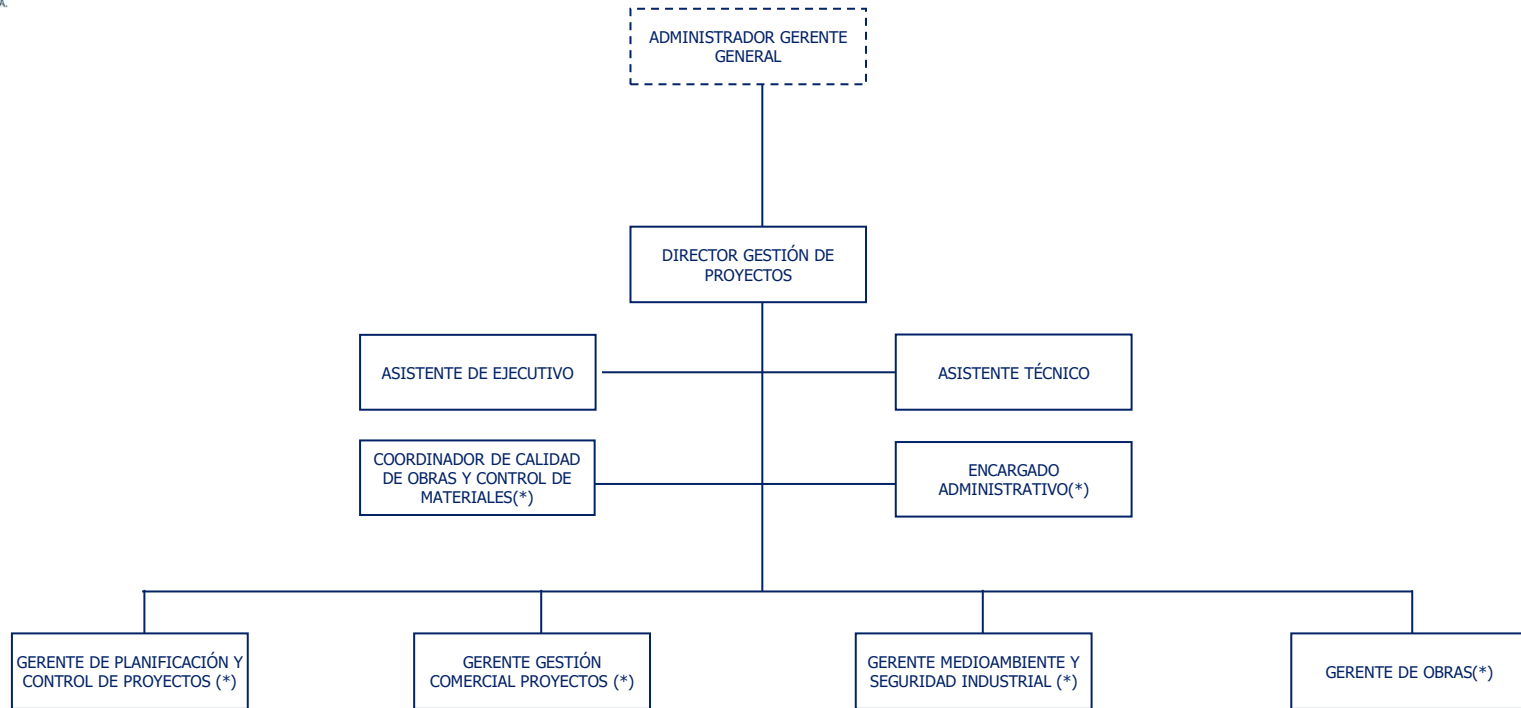 ADMINISTRADOR GERENTE
GENERAL
DIRECTOR GESTIÓN DE
PROYECTOS
ASISTENTE DE EJECUTIVO
ASISTENTE TÉCNICO
COORDINADOR DE CALIDAD
DE OBRAS Y CONTROL DE
MATERIALES(*)
ENCARGADO
ADMINISTRATIVO(*)
GERENTE DE PLANIFICACIÓN Y
CONTROL DE PROYECTOS (*)
GERENTE GESTIÓN
COMERCIAL PROYECTOS (*)
GERENTE MEDIOAMBIENTE Y
SEGURIDAD INDUSTRIAL (*)
GERENTE DE OBRAS(*)